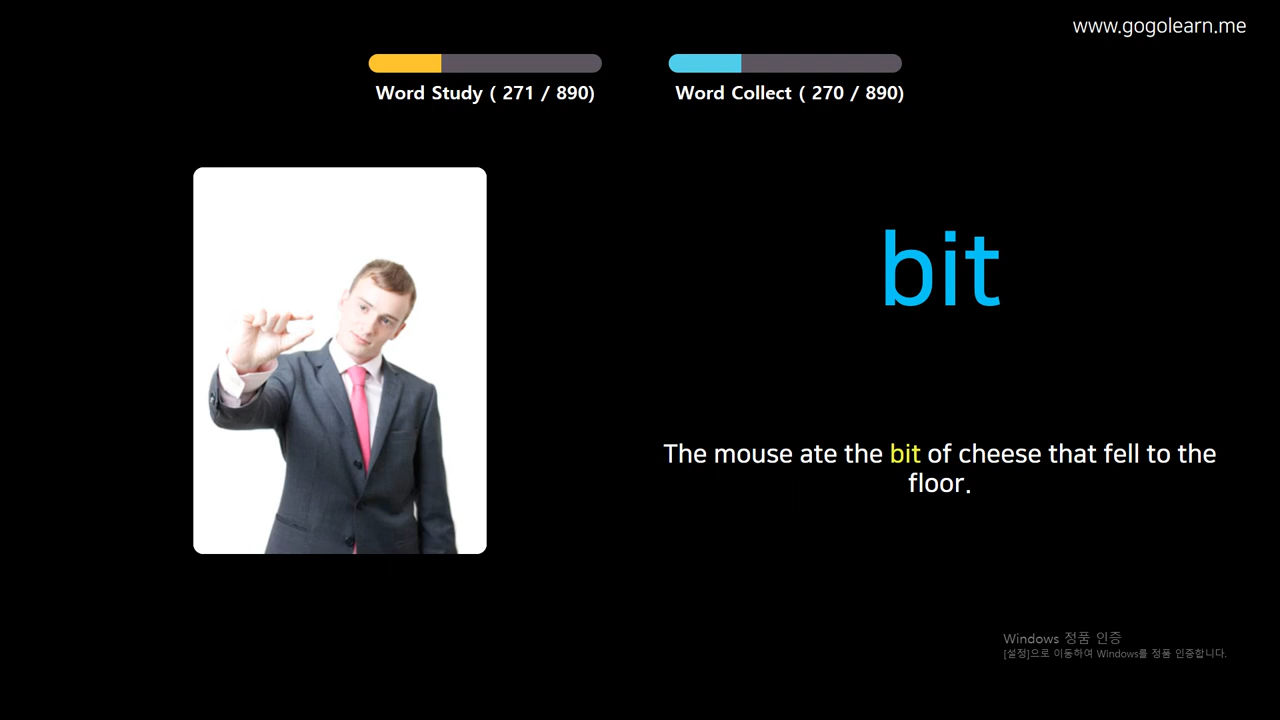 www.gogolearn.me
Word Study ( 271 / 890)
Word Collect ( 270 / 890)
bit
The mouse ate the bit of cheese that fell to the
floor.
Windows 정품 인증
[설정]으로 이동하여 Windows를 정품 인증합니다.